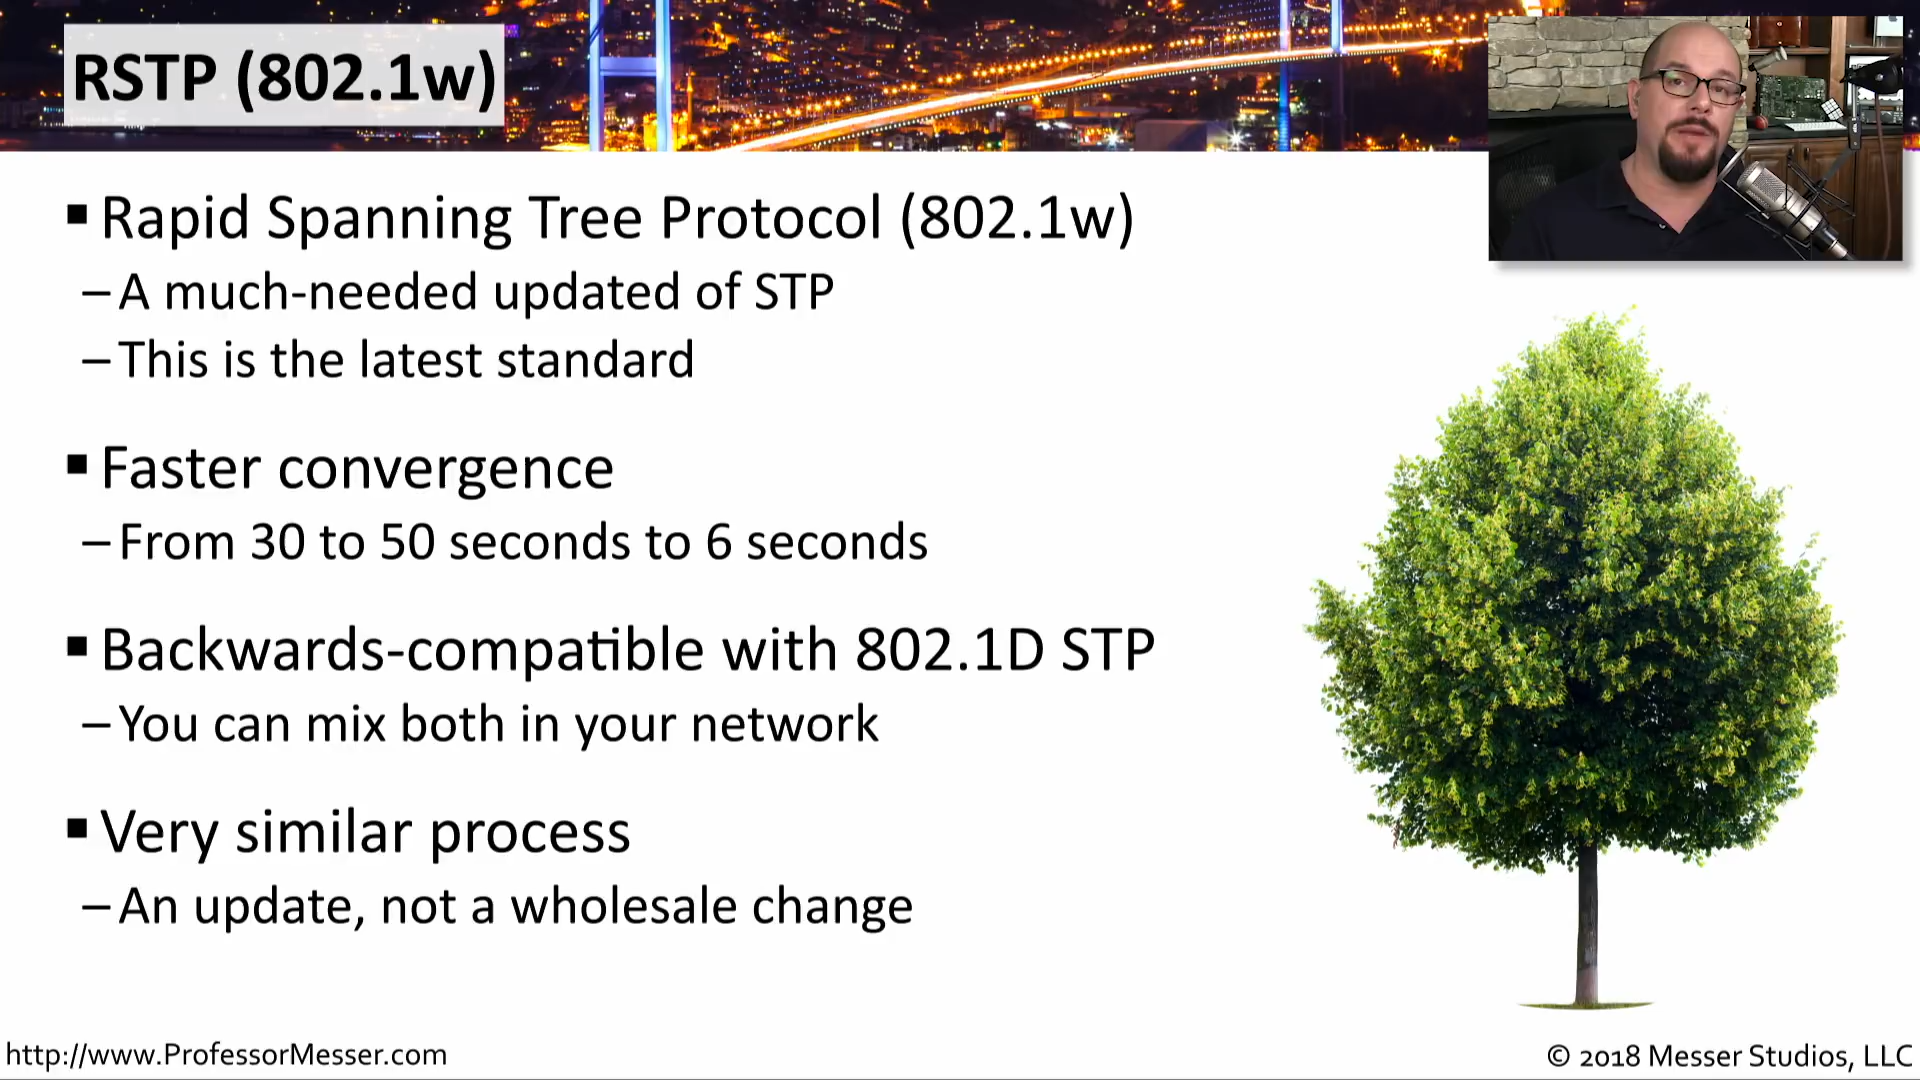 RSTP (802.1w)
▪ Rapid Spanning Tree Protocol (802.1w)
– A much-needed updated of STP
– This is the latest standard
▪ Faster convergence
– From 30 to 50 seconds to 6 seconds
▪ Backwards-compatible with 802.1D STP
– You can mix both in your network
▪ Very similar process
– An update, not a wholesale change
http://www.ProfessorMesser.com
© 2018 Messer Studios, LLC